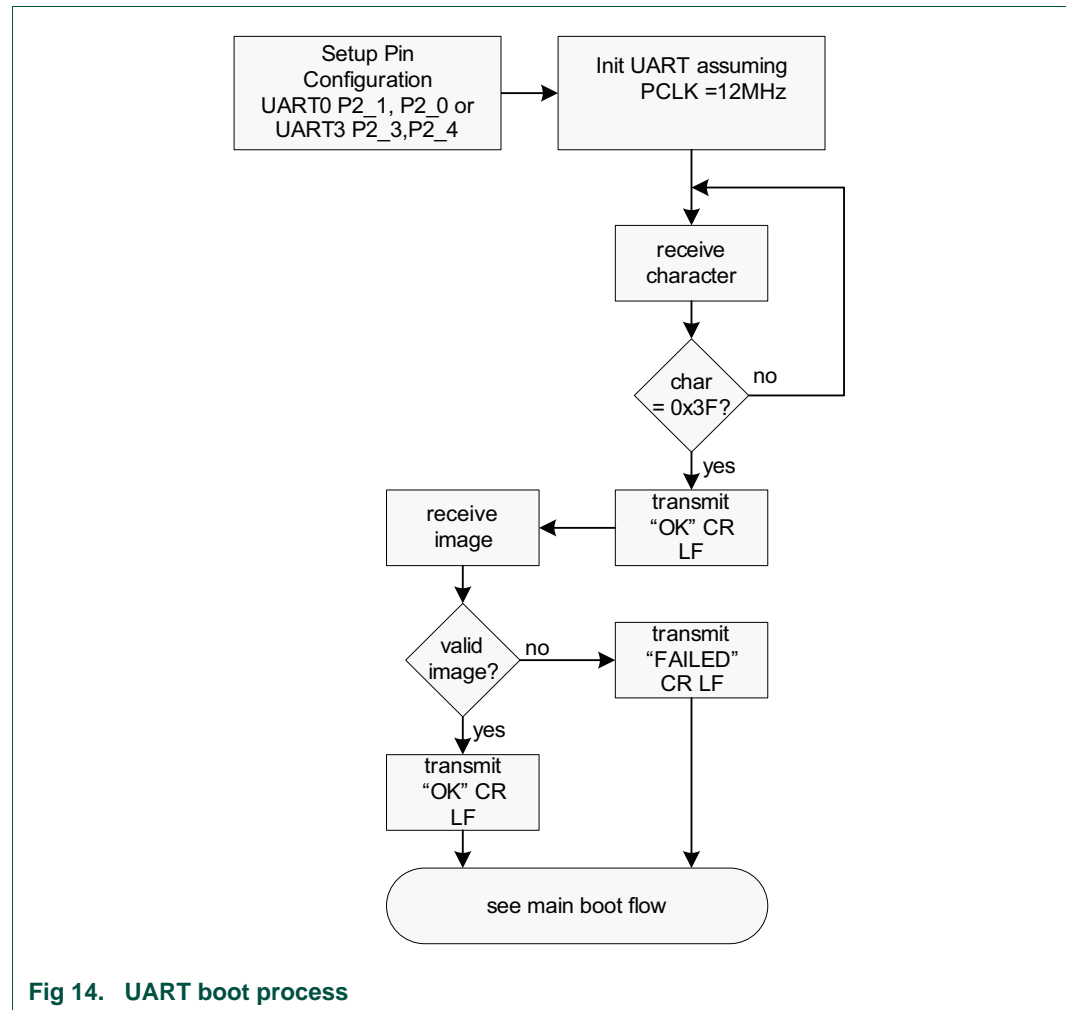 Setup Pin
Configuration
UART0 P2_1, P2_0 or
UART3 P2_3,P2_4
Init UART assuming
PCLK =12MHz
receive
character
char
= 0x3F?
no
yes
transmit
“OK” CR
LF
receive
image
valid
image?
no
transmit
“FAILED”
CR LF
yes
transmit
“OK” CR
LF
see main boot flow
Fig 14. UART boot process